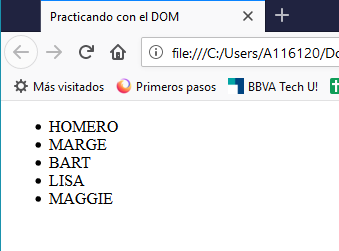 Practicando con el DOM
file:///C:/Users/A116120/Do
Más visitados Primeros pasos BBVA Tech U!
HOMERO
MARGE
BART
LISA
MAGGIE